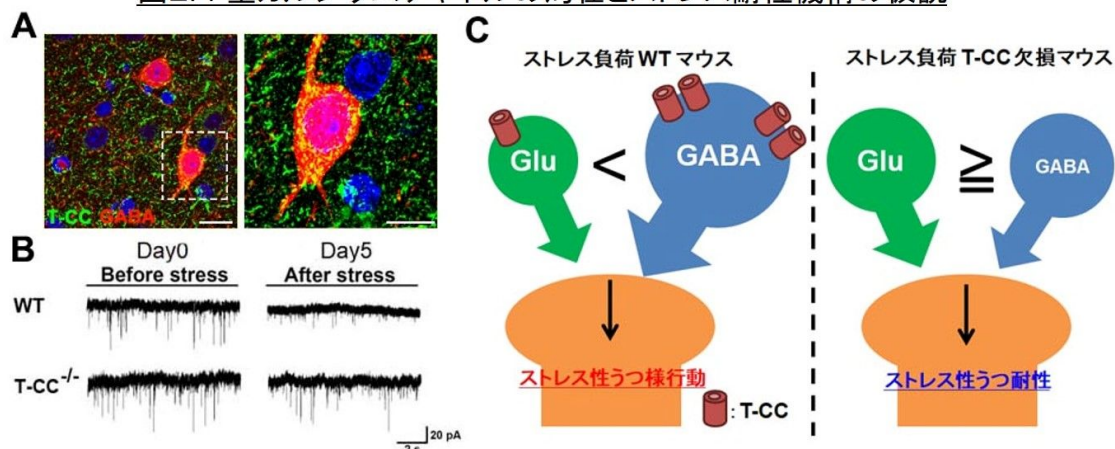 A
T-CC GABA
B
Day0
Before stress
Day5
After stress
WT
T-CC-/-
20 pA
C
ストレス負荷 WT マウス
Glu
<
GABA
ストレス性うつ様行動
: T-CC
ストレス負荷 T-CC 欠損マウス
Glu
≧
GABA
ストレス性うつ耐性